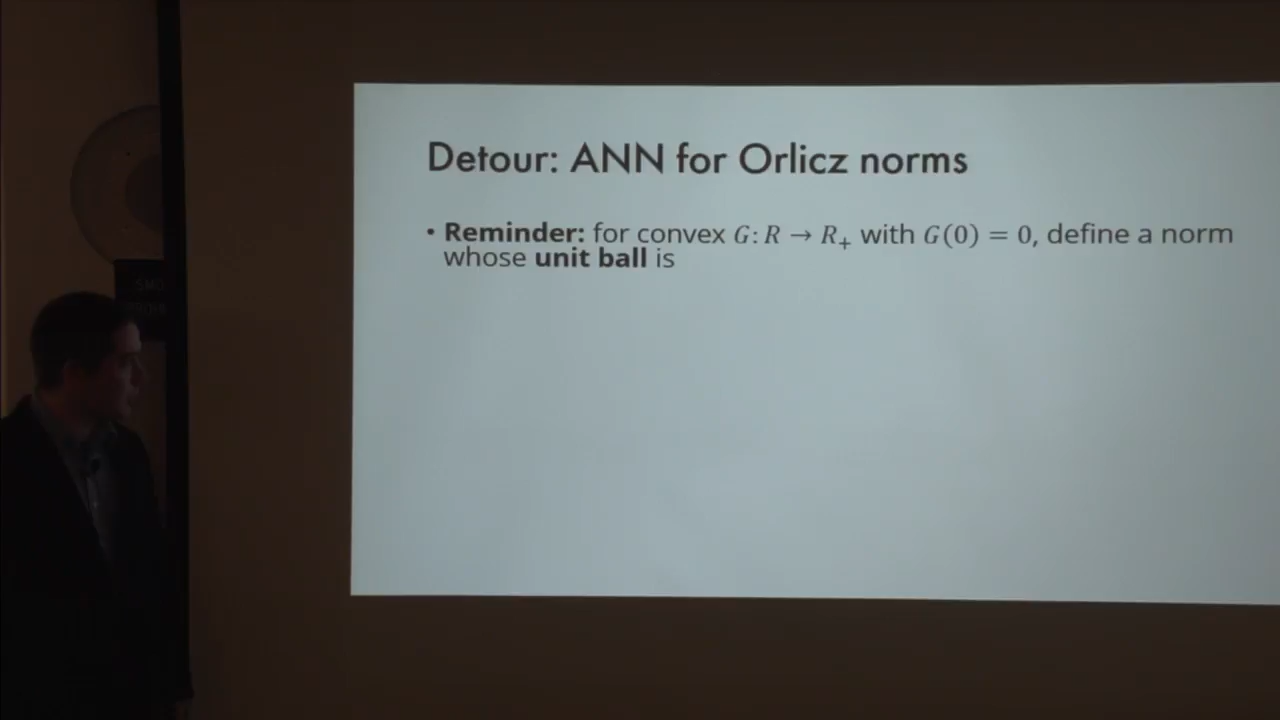 Detour: ANN for Orlicz norms
• Reminder: for convex G: R → R₊ with G(0) = 0, define a norm
whose unit ball is